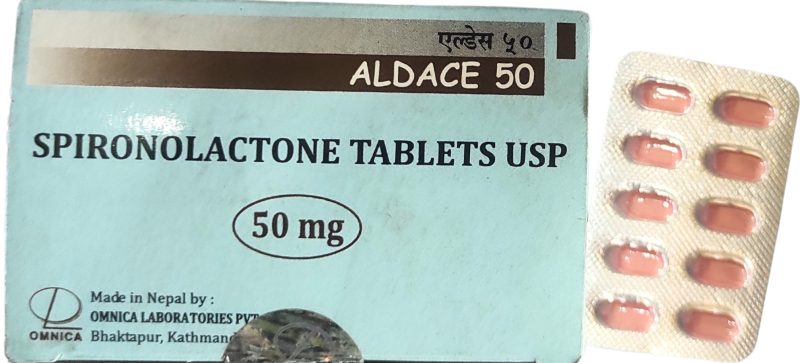 एल्डेस ५०
ALDACE 50
SPIRONOLACTONE TABLETS USP
50 mg
Made in Nepal by :
OMNICA LABORATORIES
OMNICA
Bhaktapur,